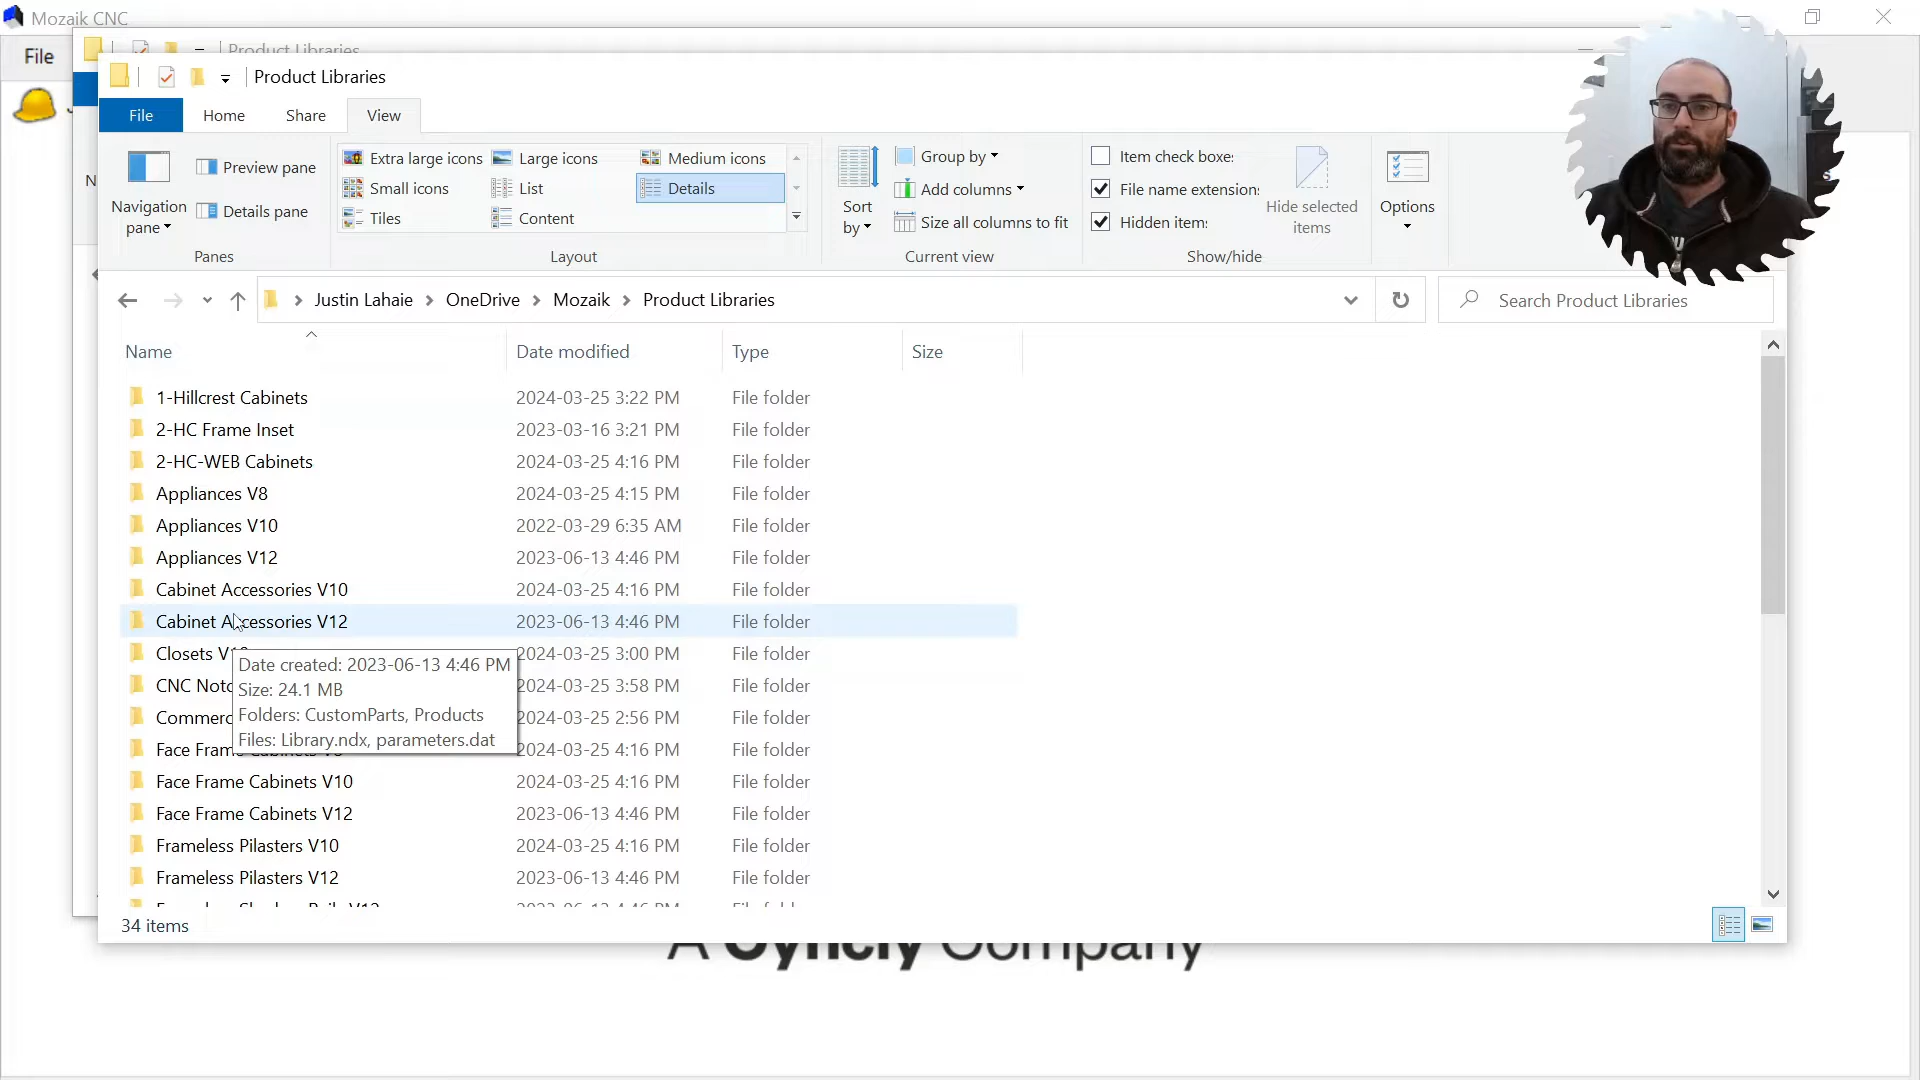 Mozaik CNC
File
Product Libraries
Product Libraries
File Home Share View
Navigation pane
Preview pane
Details pane
Panes
Extra large icons Large icons Medium icons
Small icons List Details
Tiles Content
Layout
Sort by
Group by
Add columns
Size all columns to fit
Current view
Item check boxe:
File name extension:
Hidden item:
Hide selected items
Show/hide
Options
Justin Lahaie OneDrive Mozaik Product Libraries
Search Product Libraries
Name Date modified Type Size
1-Hillcrest Cabinets 2024-03-25 3:22 PM File folder
2-HC Frame Inset 2023-03-16 3:21 PM File folder
2-HC-WEB Cabinets 2024-03-25 4:16 PM File folder
Appliances V8 2024-03-25 4:15 PM File folder
Appliances V10 2022-03-29 6:35 AM File folder
Appliances V12 2023-06-13 4:46 PM File folder
Cabinet Accessories V10 2024-03-25 4:16 PM File folder
Cabinet Accessories V12 2023-06-13 4:46 PM File folder
Closets 2024-03-25 3:00 PM File folder
CNC 2024-03-25 3:58 PM File folder
2024-03-25 2:56 PM File folder
Face 2024-03-25 4:16 PM File folder
Date created: 2023-06-13 4:46 PM
Size: 24.1 MB
Folders: CustomParts, Products
Files: Library.ndx, parameters.dat
Face Frame Cabinets V10 2024-03-25 4:16 PM File folder
Face Frame Cabinets V12 2023-06-13 4:46 PM File folder
Frameless Pilasters V10 2024-03-25 4:16 PM File folder
Frameless Pilasters V12 2023-06-13 4:46 PM File folder
34 items
A Cyncly Company